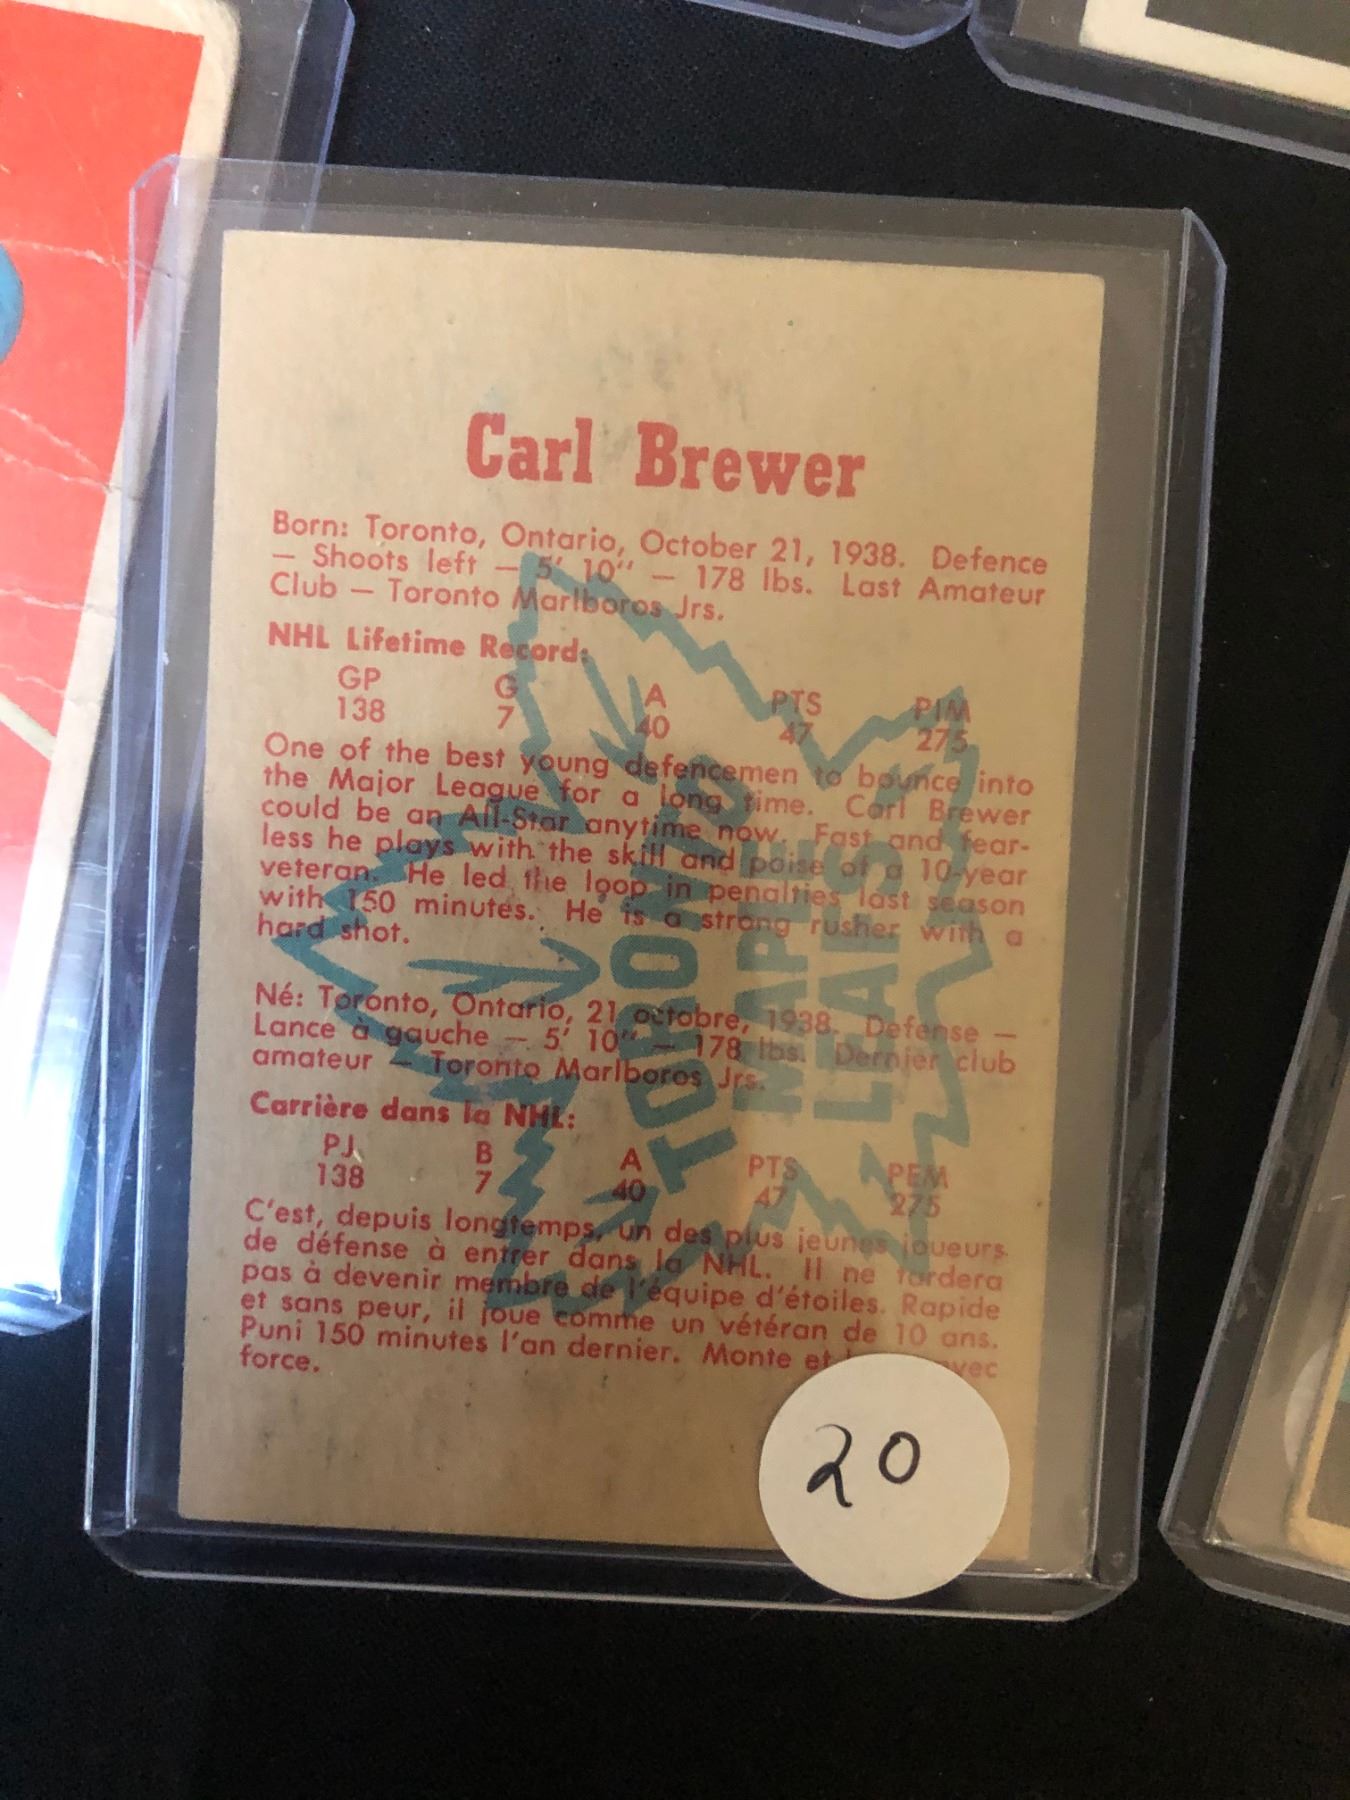 Carl Brewer
Born: Toronto, Ontario, October 21, 1938. Defence
— Shoots left — 5′ 10″ — 178 lbs. Last Amateur
Club — Toronto Marlboros Jrs.
NHL Lifetime Record:
GP G A PTS PIM
138 7 40 47 275
One of the best young defencemen to bounce into
the Major League for a long time. Carl Brewer
could be an All-Star anytime now. Fast and fear-
less he plays with the skill and poise of a 10-year
veteran. He led the loop in penalties last season
with 150 minutes. He is a strong rusher with a
hard shot.
Né: Toronto, Ontario, 21 octobre, 1938. Defense —
Lance à gauche — 5′ 10″ — 178 lbs. Dernier club
amateur — Toronto Marlboros Jrs.
Carrière dans la NHL:
PJ B A PTS PEM
138 7 40 47 275
C'est, depuis longtemps, un des plus jeunes joueurs
de défense à entrer dans la NHL. Il ne tardera
pas à devenir membre de l'équipe d'étoiles. Rapide
et sans peur, il joue comme un vétéran de 10 ans.
Puni 150 minutes l'an dernier. Monte et
force.
TORONTO
MAPLE
LEAFS
20